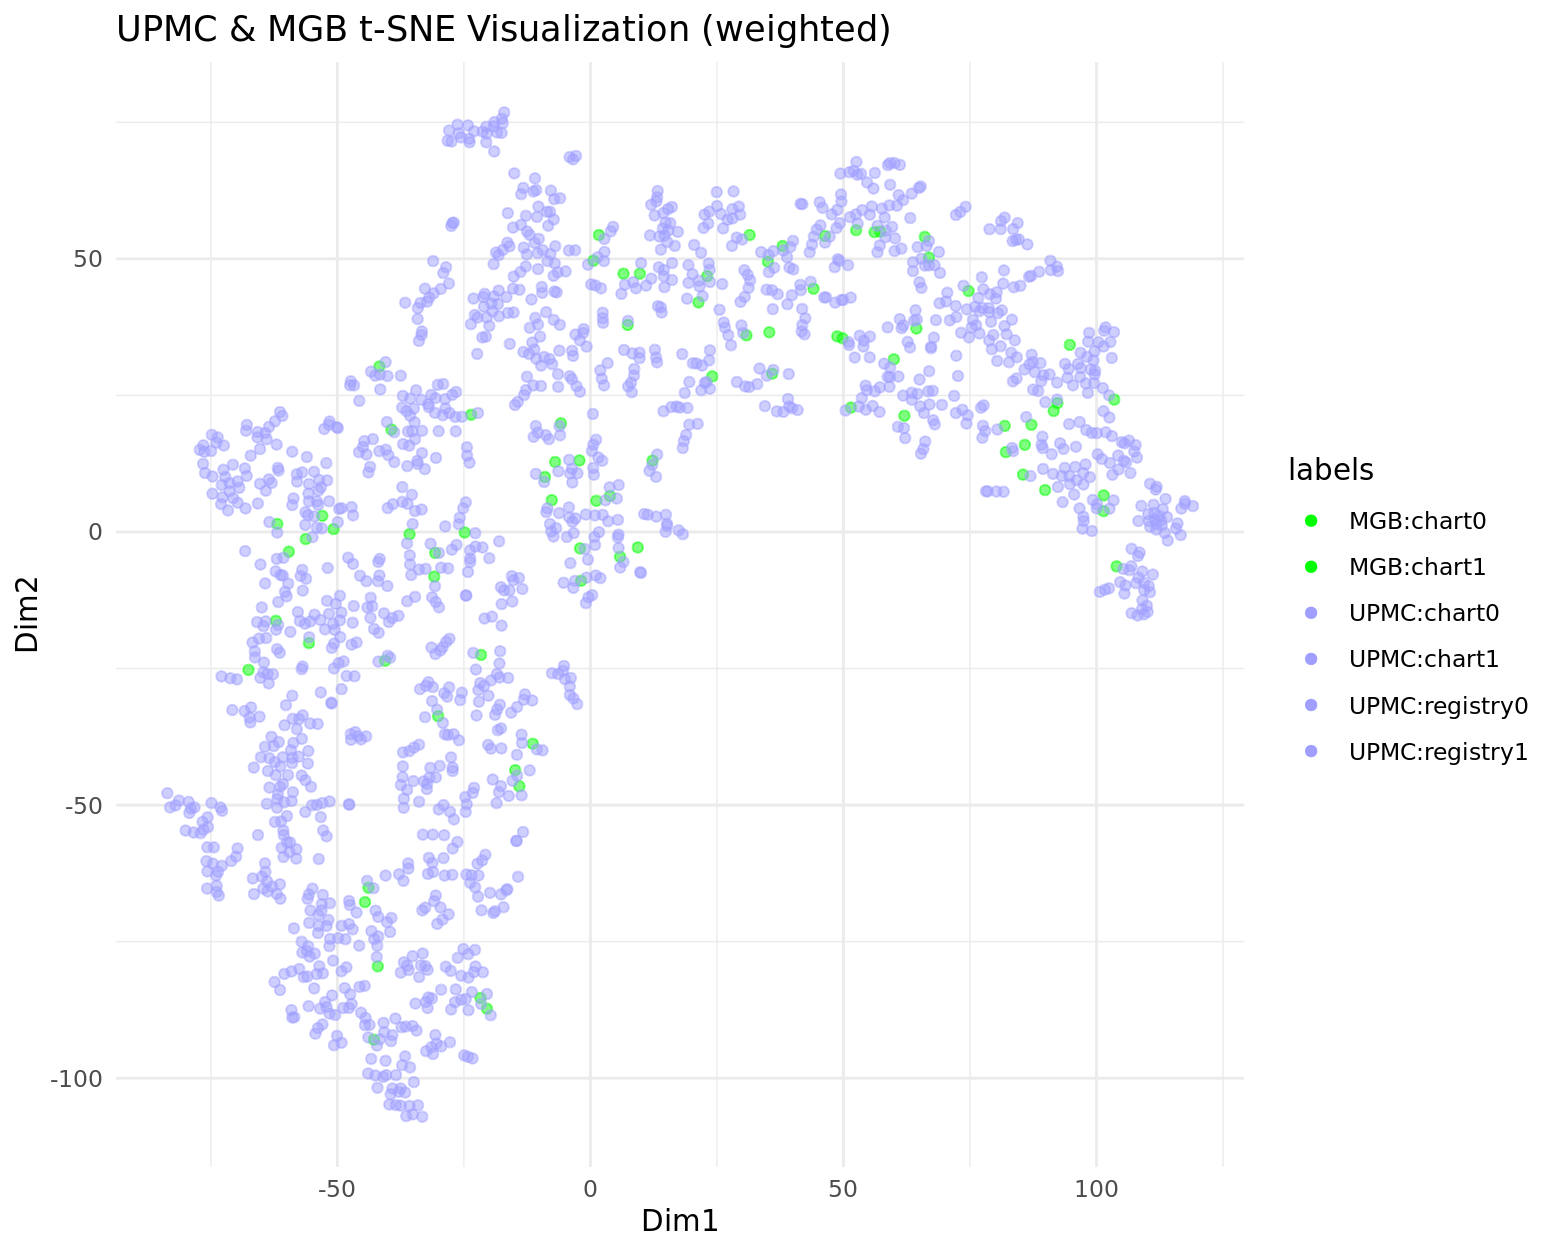 UPMC & MGB t-SNE Visualization (weighted)
50
0
-50
-100
Dim2
-50
0
50
100
Dim1
labels
MGB:chart0
MGB:chart1
UPMC:chart0
UPMC:chart1
UPMC:registry0
UPMC:registry1